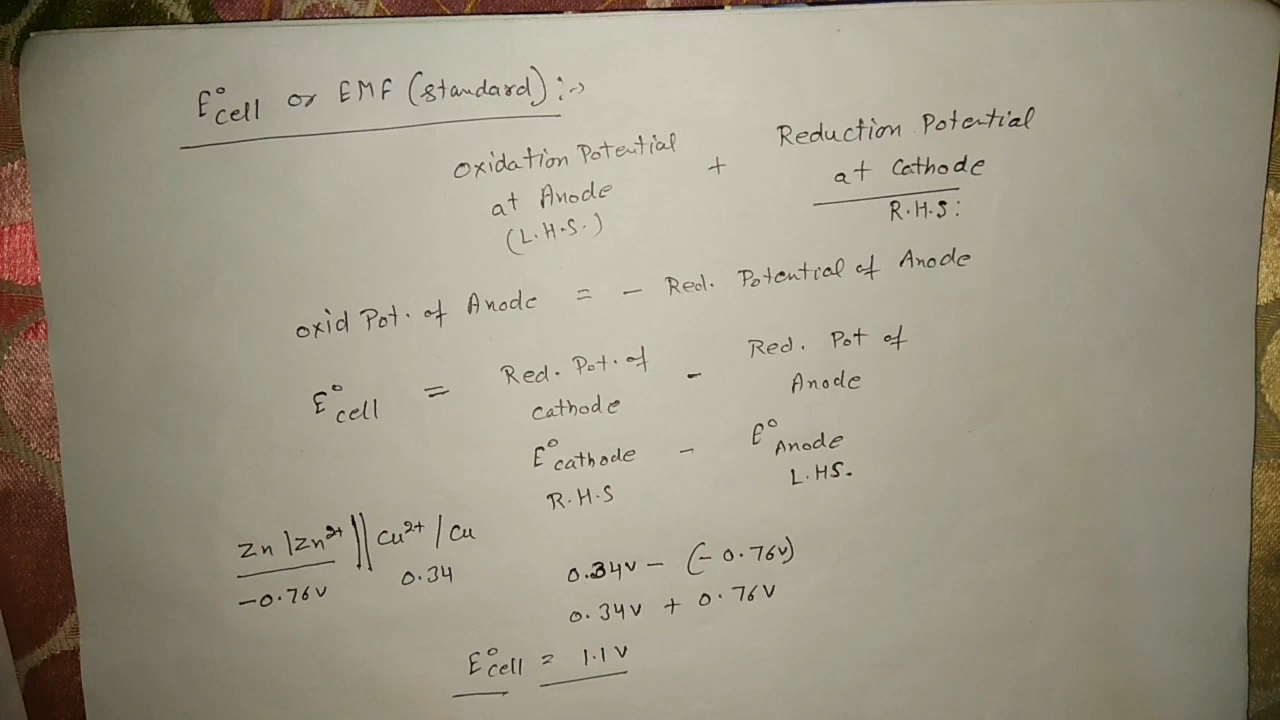 E°cell or EMF (standard) :→
Oxidation Potential at Anode (L.H.S.) + Reduction Potential at Cathode R.H.S:
oxid Pot. of Anode = - Red. Potential of Anode
E°cell = Red. Pot. of cathode - Red. Pot of Anode
E°cathode - E°Anode
R.H.S L.HS.
Zn |Zn2+ || Cu2+ / Cu
-0.76v 0.34
0.34v - (-0.76v)
0.34v + 0.76v
E°cell = 1.1v